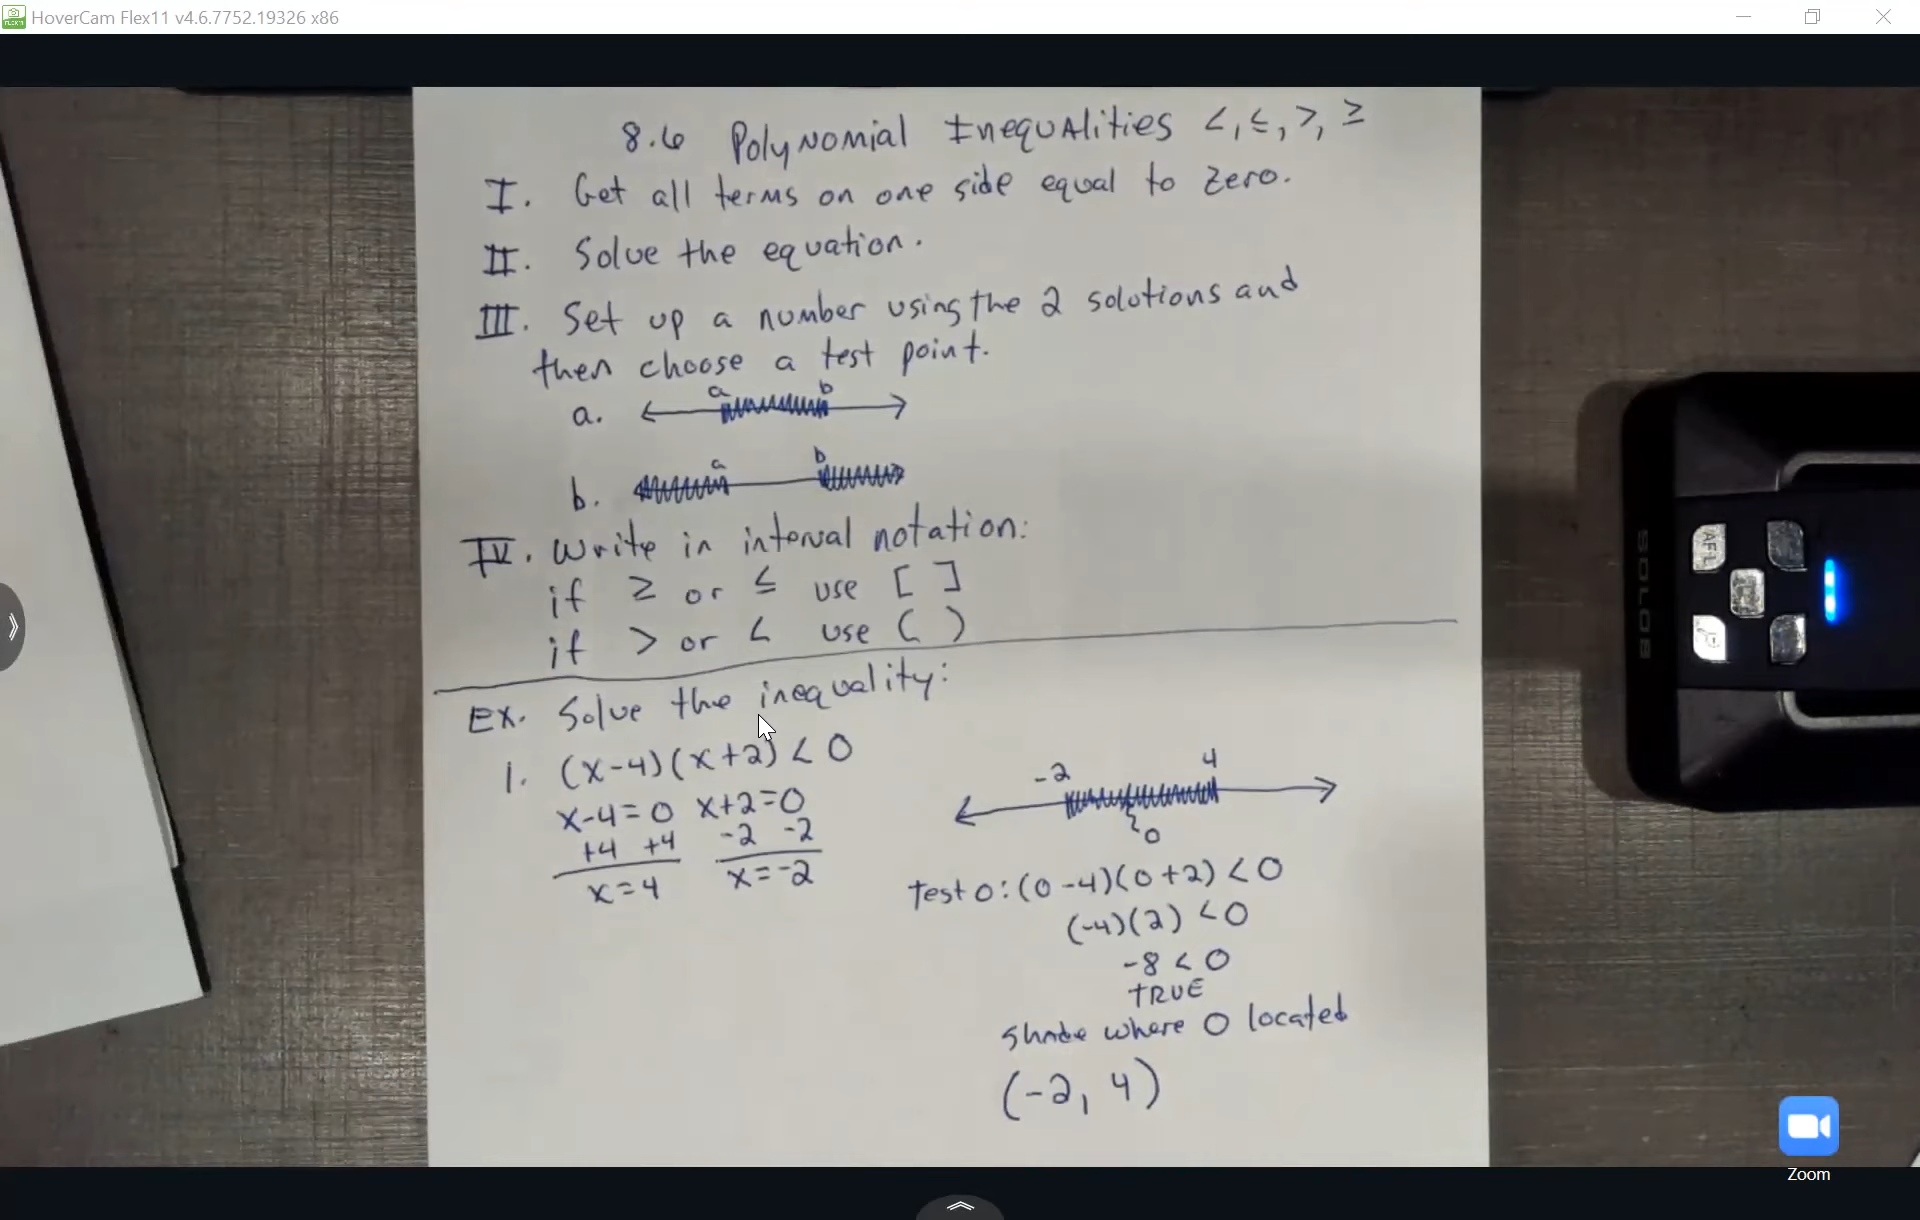 HoverCam Flex11 v4.6.7752.19326 x86
8.6 Polynomial Inequalities <, ≤, >, ≥
I. Get all terms on one side equal to zero.
II. Solve the equation.
III. Set up a number using the 2 solutions and
then choose a test point.
a. a b
b. a b
IV. Write in interval notation:
if ≥ or ≤ use [ ]
if > or < use ( )
Ex. Solve the inequality:
1. (x-4)(x+2) < 0
x-4=0 x+2=0
+4 +4 -2 -2
x=4 x=-2
-2 4
0
Test 0: (0-4)(0+2) < 0
(-4)(2) < 0
-8 < 0
TRUE
shade where 0 located
(-2, 4)
SOLO8
AF
Zoom